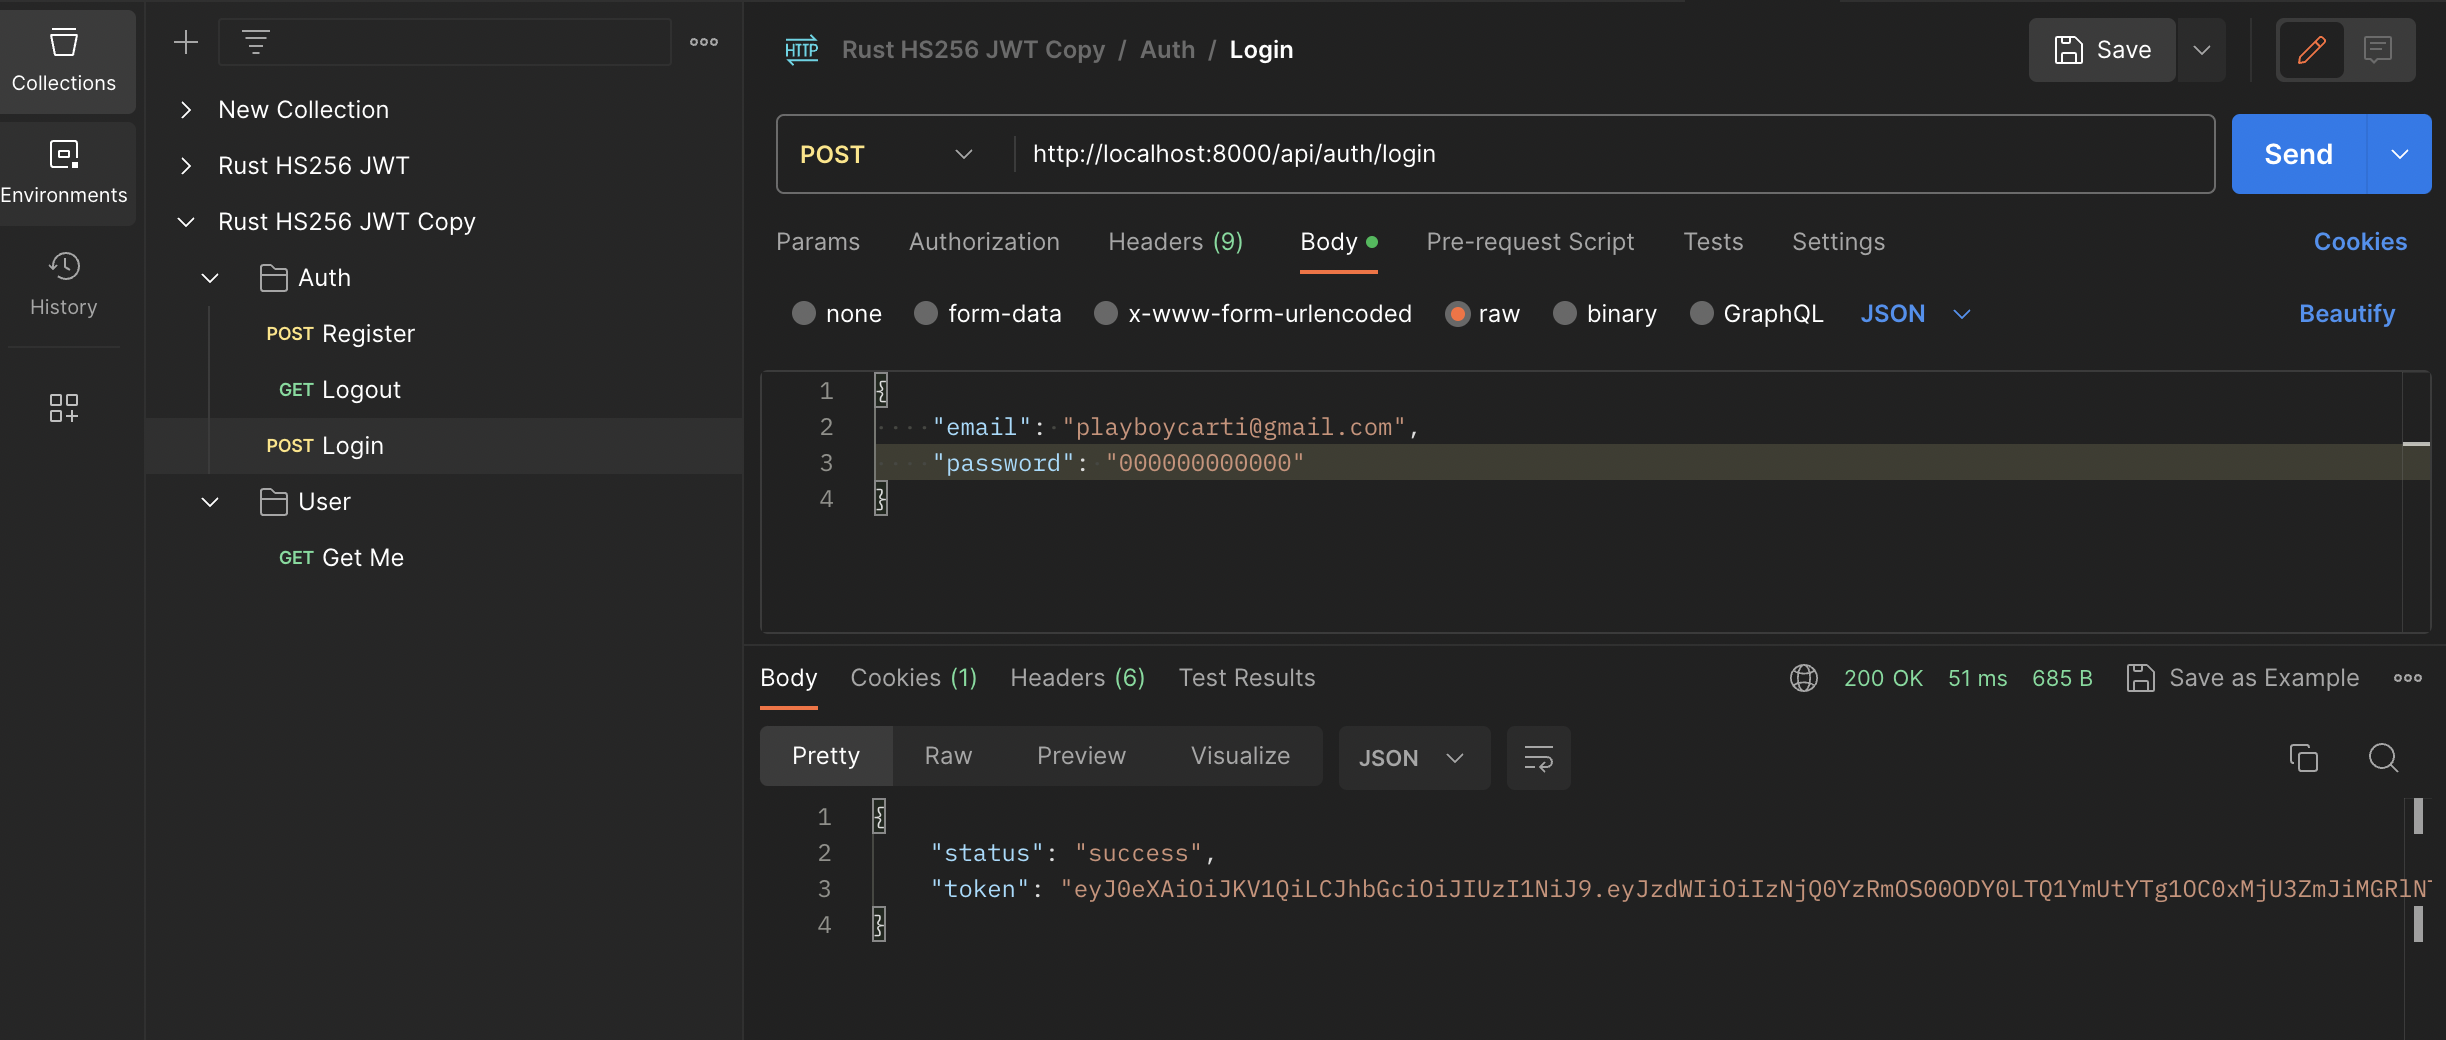 Collections
Environments
History
New Collection
Rust HS256 JWT
Rust HS256 JWT Copy
Auth
POST Register
GET Logout
POST Login
User
GET Get Me
HTTP Rust HS256 JWT Copy / Auth / Login
Save
POST http://localhost:8000/api/auth/login
Send
Params Authorization Headers (9) Body Pre-request Script Tests Settings Cookies
none form-data x-www-form-urlencoded raw binary GraphQL JSON Beautify
1 {
2 "email": "playboycarti@gmail.com",
3 "password": "000000000000"
4 }
Body Cookies (1) Headers (6) Test Results 200 OK 51 ms 685 B Save as Example
Pretty Raw Preview Visualize JSON
1 {
2 "status": "success",
3 "token": "eyJ0eXAiOiJKV1QiLCJhbGciOiJIUzI1NiJ9.eyJzdWIiOiIzNjQ0YzRmOS00ODY0LTQ1YmUtYTg1OC0xMjU3ZmJiMGRlN
4 }